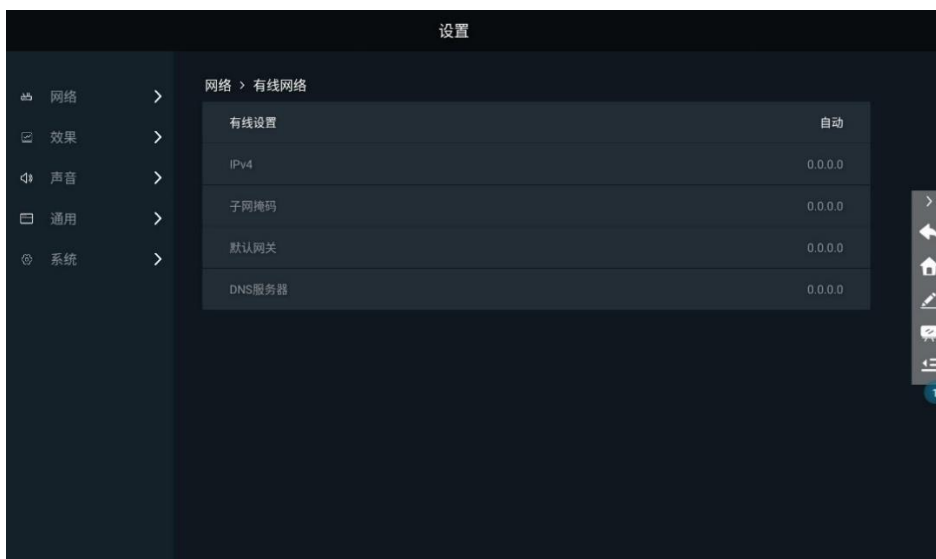 设置
网络
效果
声音
通用
系统
网络 > 有线网络
有线设置 自动
IPv4 0.0.0.0
子网掩码 0.0.0.0
默认网关 0.0.0.0
DNS服务器 0.0.0.0